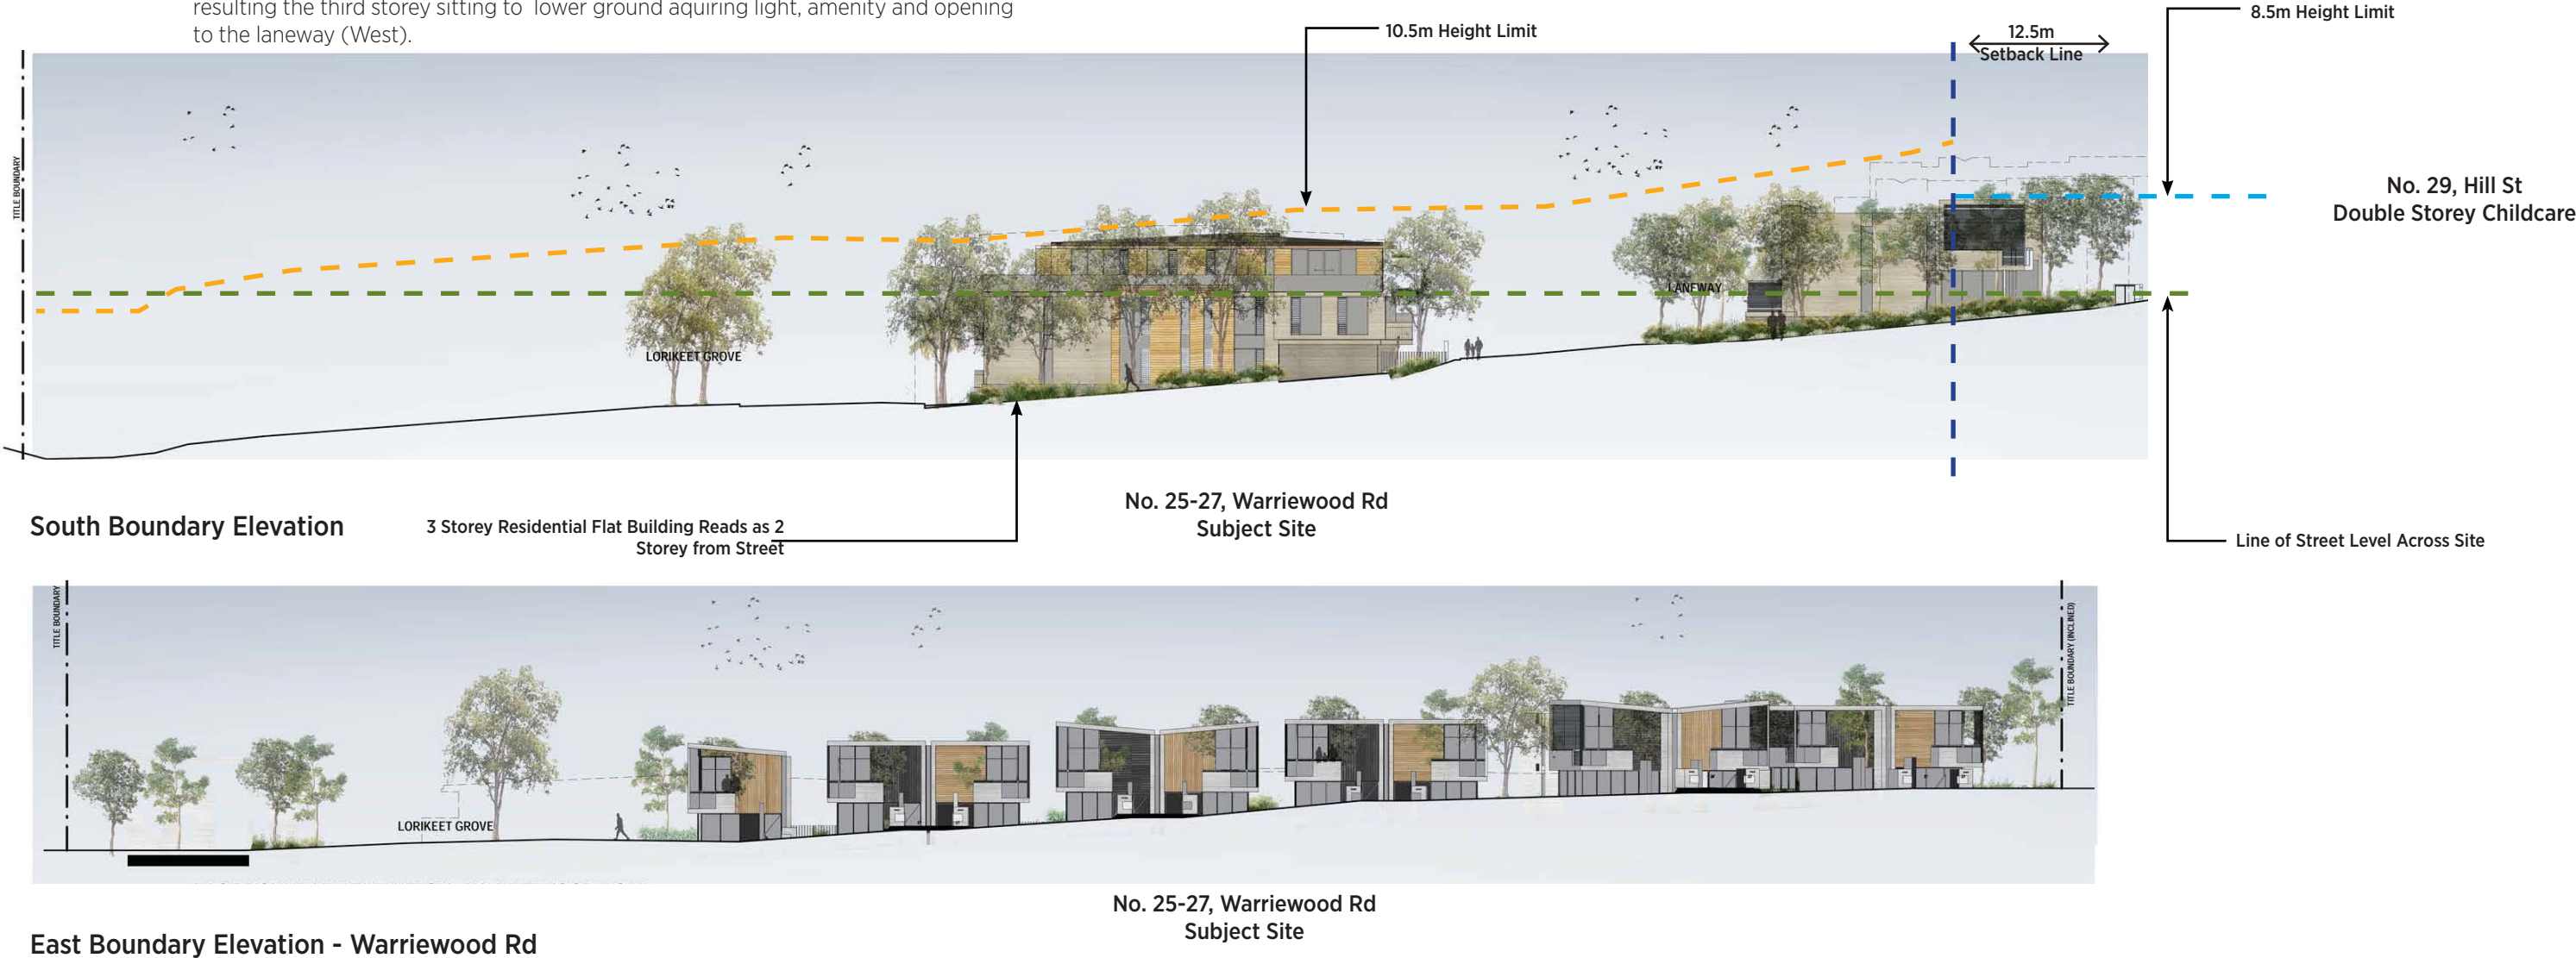 resulting the third storey sitting to lower ground aquiring light, amenity and opening
to the laneway (West).
10.5m Height Limit
12.5m
Setback Line
8.5m Height Limit
TITLE BOUNDARY
No. 29, Hill St
Double Storey Childcare
LANEWAY
LORIKEET GROVE
No. 25-27, Warriewood Rd
Subject Site
South Boundary Elevation
3 Storey Residential Flat Building Reads as 2
Storey from Street
Line of Street Level Across Site
TITLE BOUNDARY
TITLE BOUNDARY (INCLINED)
LORIKEET GROVE
No. 25-27, Warriewood Rd
Subject Site
East Boundary Elevation - Warriewood Rd